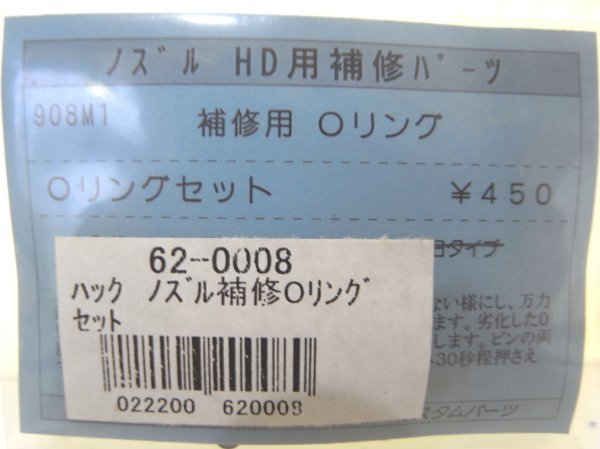 ノズル HD用補修パーツ
908M1 補修用 Oリング
Oリングセット ¥450
タイプ
62-0008
ハック ノズル補修Oリング
セット
ない様にし、万力
ます。劣化したO
します。ピンの両
30秒程押さえ
022200 620008
スタムパーツ